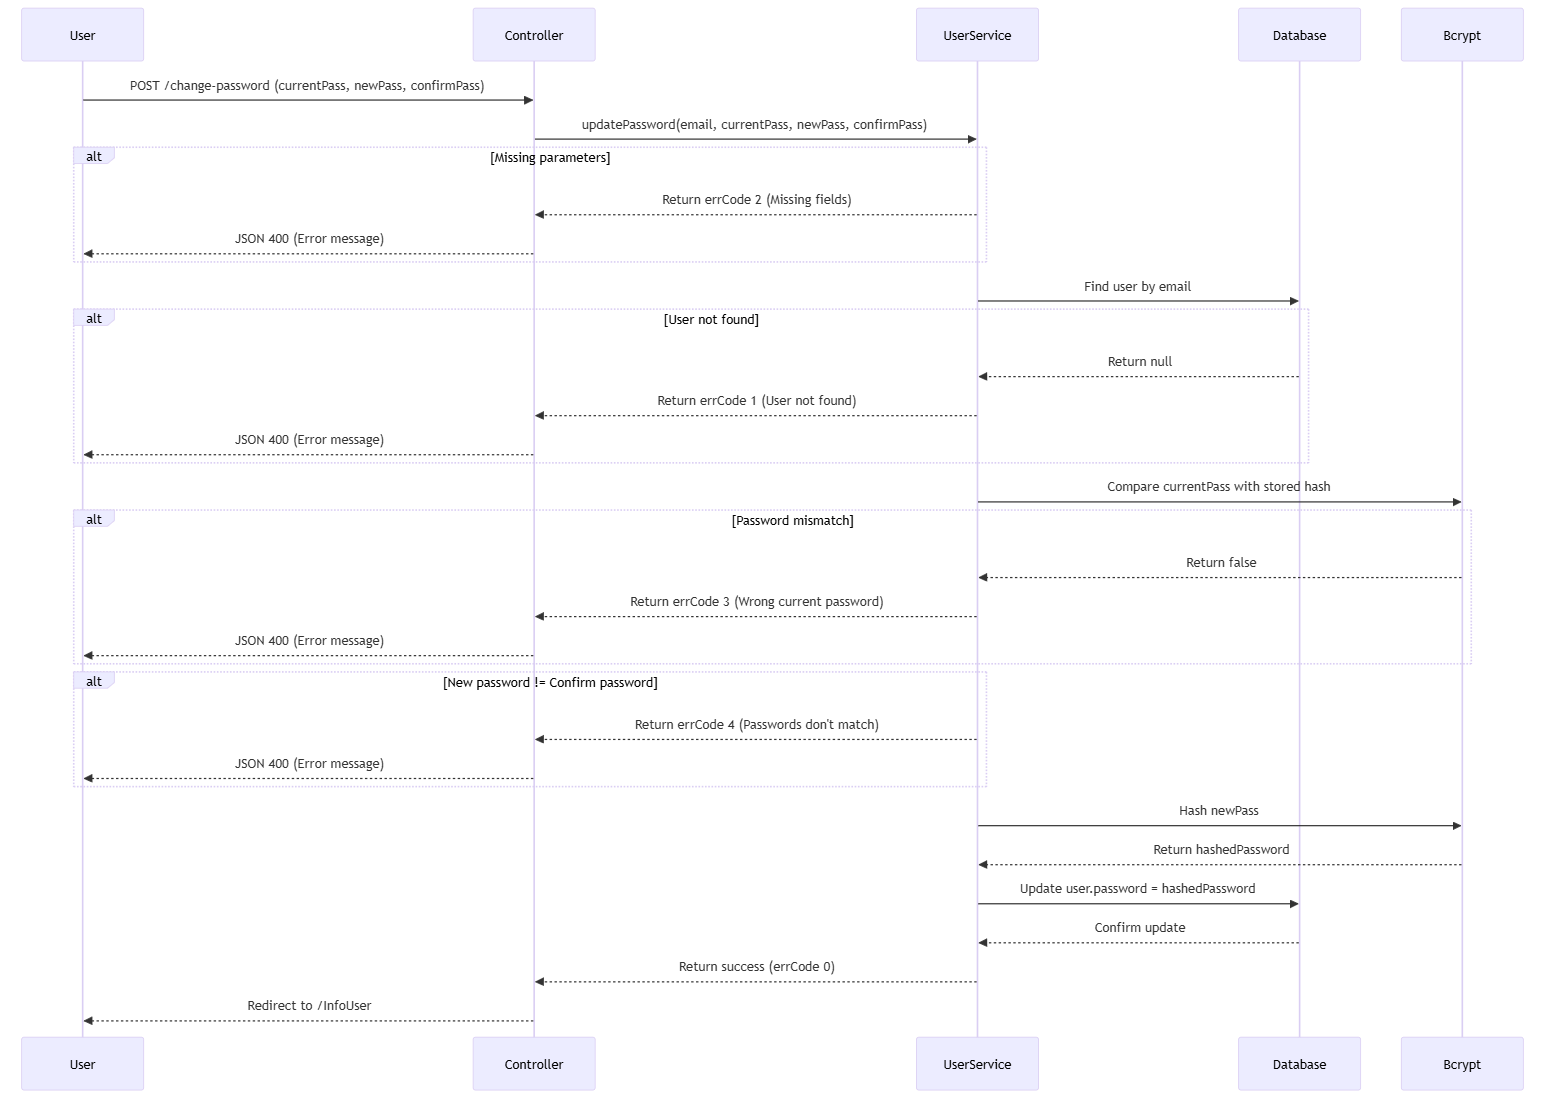 User
Controller
UserService
Database
Bcrypt
POST /change-password (currentPass, newPass, confirmPass)
updatePassword(email, currentPass, newPass, confirmPass)
alt
[Missing parameters]
Return errCode 2 (Missing fields)
JSON 400 (Error message)
Find user by email
alt
[User not found]
Return null
Return errCode 1 (User not found)
JSON 400 (Error message)
Compare currentPass with stored hash
alt
[Password mismatch]
Return false
Return errCode 3 (Wrong current password)
JSON 400 (Error message)
alt
[New password != Confirm password]
Return errCode 4 (Passwords don't match)
JSON 400 (Error message)
Hash newPass
Return hashedPassword
Update user.password = hashedPassword
Confirm update
Return success (errCode 0)
Redirect to /InfoUser
User
Controller
UserService
Database
Bcrypt